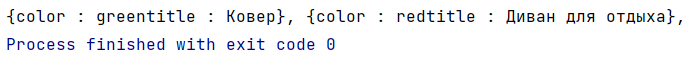 {color : greentitle : Ковер}, {color : redtitle : Диван для отдыха},
Process finished with exit code 0